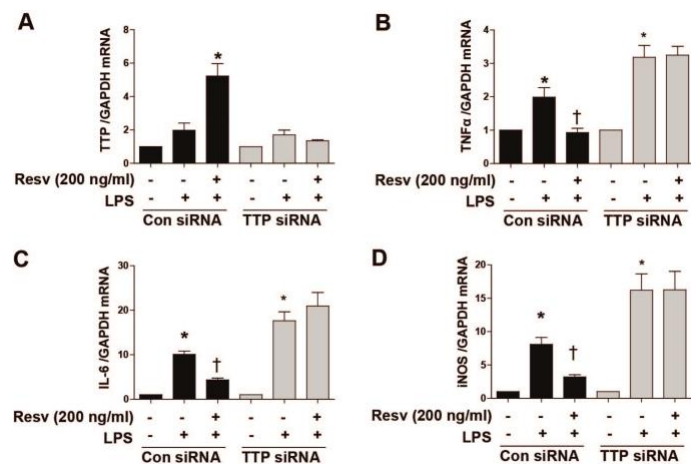 A
TTP /GAPDH mRNA
8
6
4
2
0
*
Resv (200 ng/ml) - - + - - +
LPS - + + - + +
Con siRNA TTP siRNA
B
TNFα /GAPDH mRNA
4
3
2
1
0
* † *
Resv (200 ng/ml) - - + - - +
LPS - + + - + +
Con siRNA TTP siRNA
C
IL-6 /GAPDH mRNA
30
20
10
0
* † *
Resv (200 ng/ml) - - + - - +
LPS - + + - + +
Con siRNA TTP siRNA
D
iNOS /GAPDH mRNA
20
15
10
5
0
* † *
Resv (200 ng/ml) - - + - - +
LPS - + + - + +
Con siRNA TTP siRNA